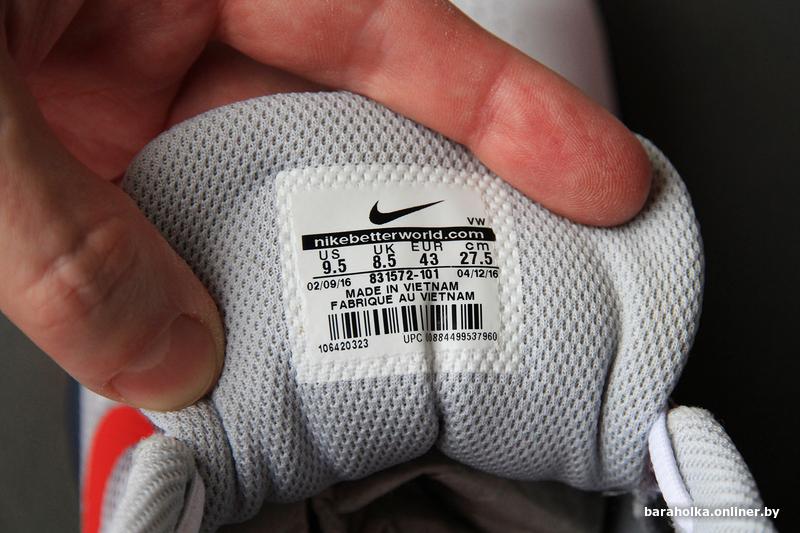 VW
nikebetterworld.com
US UK EUR cm
9.5 8.5 43 27.5
02/09/16 831572-101 04/12/16
MADE IN VIETNAM
FABRIQUE AU VIETNAM
106420323 UPC 00884499537960
baraholka.onliner.by